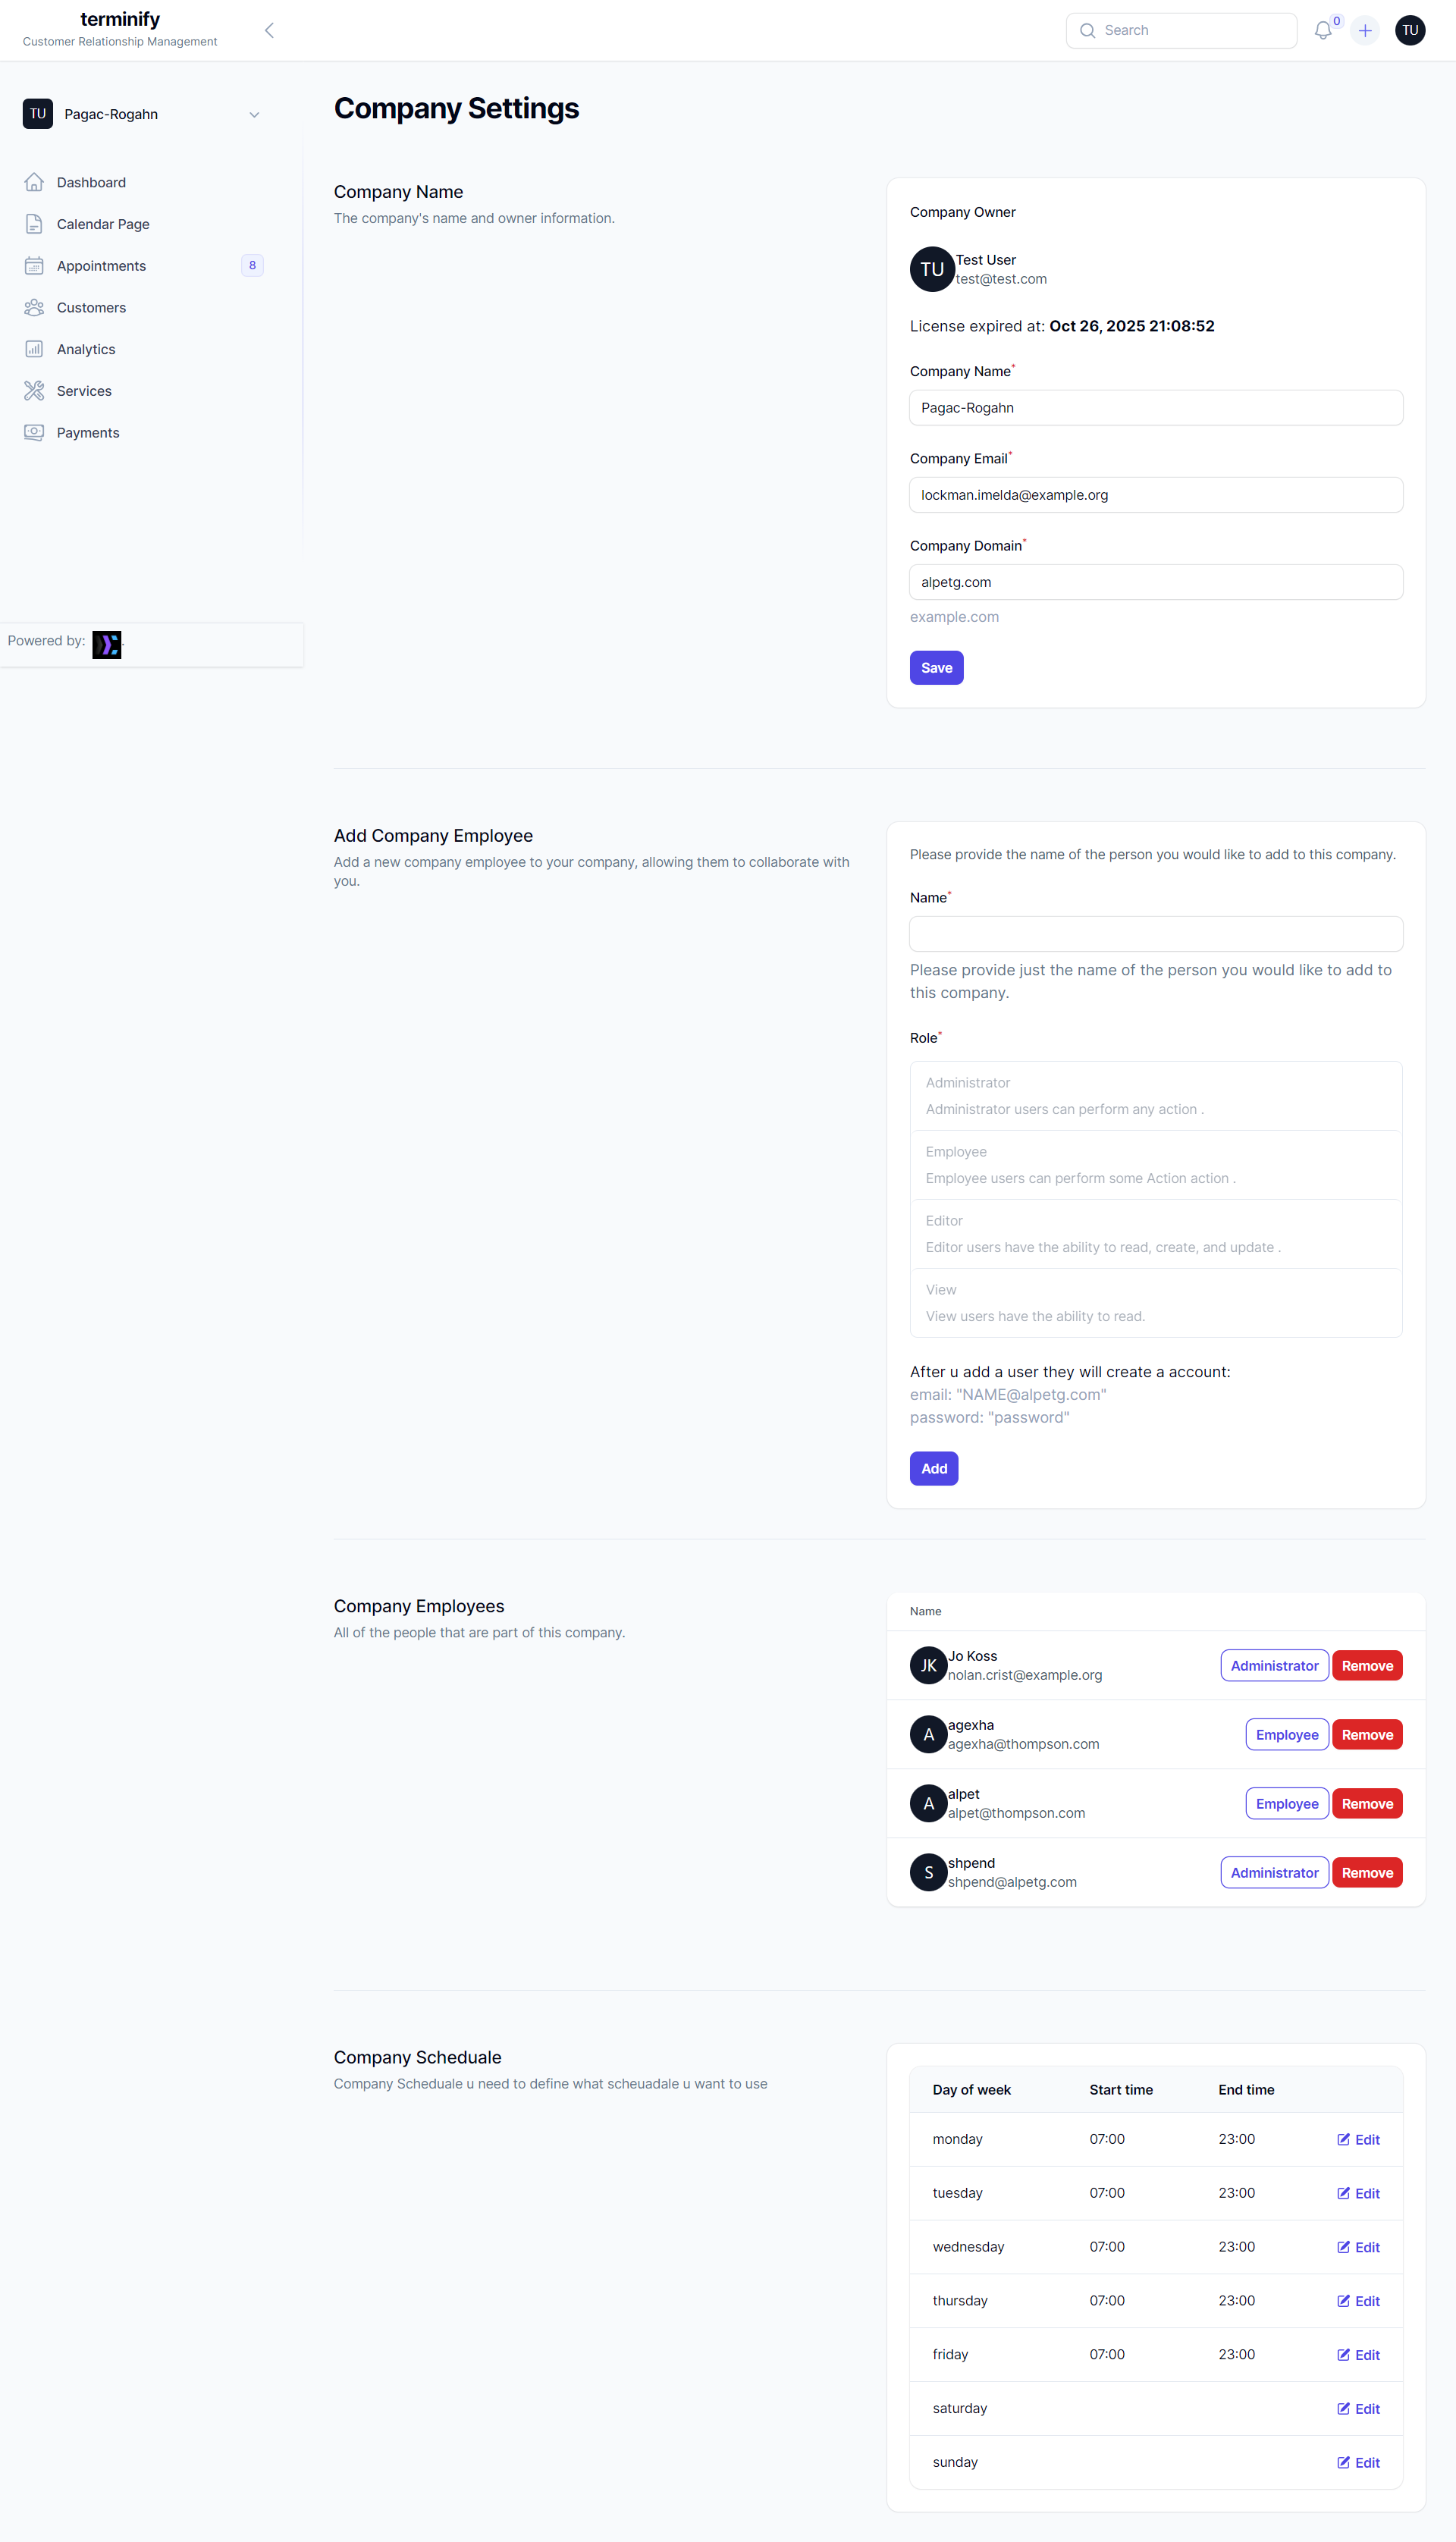 terminify
Customer Relationship Management
Search
0
TU
TU
Pagac-Rogahn
Dashboard
Calendar Page
Appointments
8
Customers
Analytics
Services
Payments
Powered by:
Company Settings
Company Name
The company's name and owner information.
Company Owner
TU
Test User
test@test.com
License expired at: Oct 26, 2025 21:08:52
Company Name*
Pagac-Rogahn
Company Email*
lockman.imelda@example.org
Company Domain*
alpetg.com
example.com
Save
Add Company Employee
Add a new company employee to your company, allowing them to collaborate with
you.
Please provide the name of the person you would like to add to this company.
Name*
Please provide just the name of the person you would like to add to
this company.
Role*
Administrator
Administrator users can perform any action .
Employee
Employee users can perform some Action action .
Editor
Editor users have the ability to read, create, and update .
View
View users have the ability to read.
After u add a user they will create a account:
email: "NAME@alpetg.com"
password: "password"
Add
Company Employees
All of the people that are part of this company.
Name
JK
Jo Koss
nolan.crist@example.org
Administrator
Remove
A
agexha
agexha@thompson.com
Employee
Remove
A
alpet
alpet@thompson.com
Employee
Remove
S
shpend
shpend@alpetg.com
Administrator
Remove
Company Scheduale
Company Scheduale u need to define what scheuadale u want to use
Day of week Start time End time
monday 07:00 23:00 Edit
tuesday 07:00 23:00 Edit
wednesday 07:00 23:00 Edit
thursday 07:00 23:00 Edit
friday 07:00 23:00 Edit
saturday Edit
sunday Edit